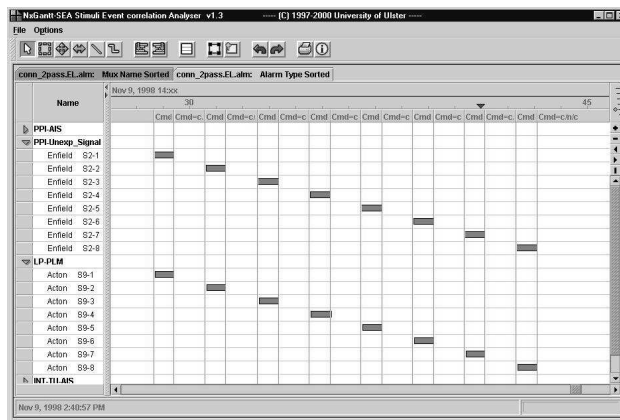 NxGantt-SEA Stimuli Event correlation Analyser v1.3 ----- (C) 1997-2000 University of Ulster -----
File Options
conn_2pass.EL.alm: Mux Name Sorted conn_2pass.EL.alm: Alarm Type Sorted
Nov 9, 1998 14:xx
Name 30 45
Cmd Cmd=c. Cmd Cmd=c: Cmd Cmd=c Cmd Cmd=c Cmd Cmd=c Cmd Cmd=c Cmd Cmd=c. Cmd Cmd=c/n/c
PPI-AIS
PPI-Unexp_Signal
Enfield S2-1
Enfield S2-2
Enfield S2-3
Enfield S2-4
Enfield S2-5
Enfield S2-6
Enfield S2-7
Enfield S2-8
LP-PLM
Acton S9-1
Acton S9-2
Acton S9-3
Acton S9-4
Acton S9-5
Acton S9-6
Acton S9-7
Acton S9-8
INT-TU-AIS
Nov 9, 1998 2:40:57 PM